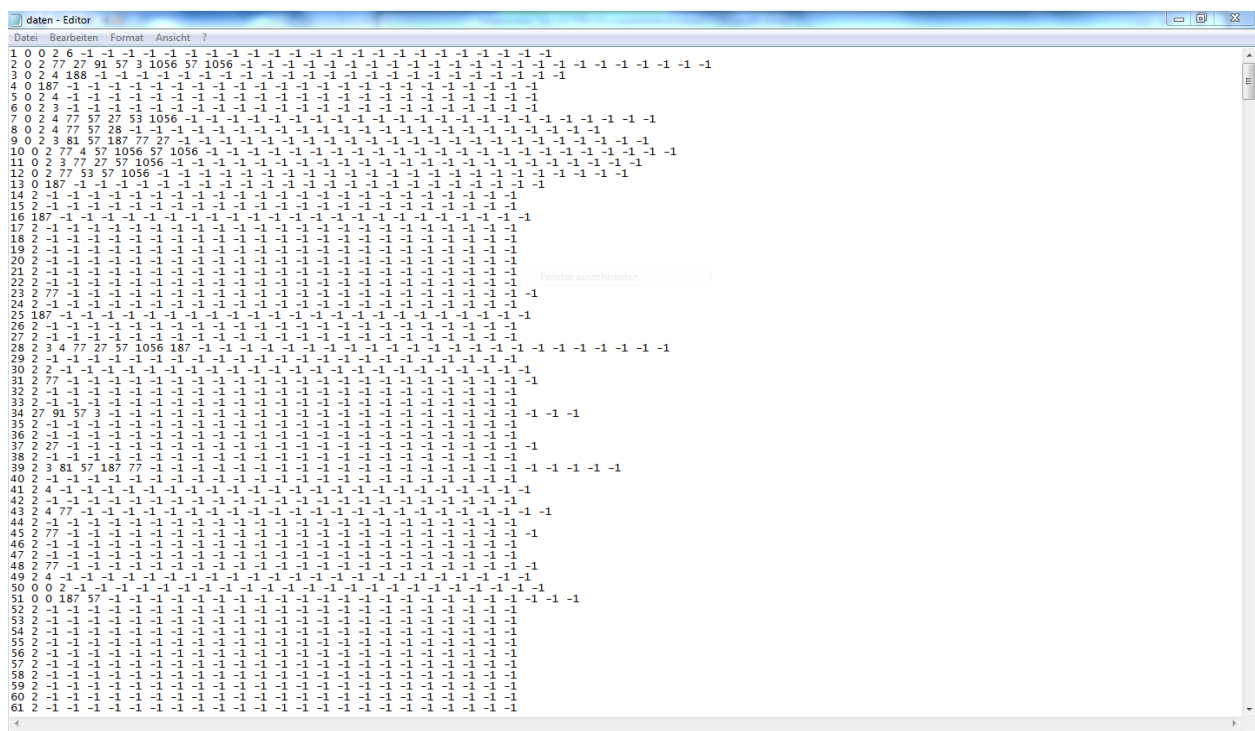 daten - Editor
Datei Bearbeiten Format Ansicht ?
1 0 0 2 6 -1 -1 -1 -1 -1 -1 -1 -1 -1 -1 -1 -1 -1 -1 -1 -1 -1 -1 -1 -1 -1 -1 -1
2 0 2 77 27 91 57 3 1056 57 1056 -1 -1 -1 -1 -1 -1 -1 -1 -1 -1 -1 -1 -1 -1 -1 -1 -1 -1 -1 -1 -1 -1 -1
3 0 2 4 188 -1 -1 -1 -1 -1 -1 -1 -1 -1 -1 -1 -1 -1 -1 -1 -1 -1 -1 -1 -1 -1 -1 -1
4 0 187 -1 -1 -1 -1 -1 -1 -1 -1 -1 -1 -1 -1 -1 -1 -1 -1 -1 -1 -1 -1 -1 -1 -1
5 0 2 4 -1 -1 -1 -1 -1 -1 -1 -1 -1 -1 -1 -1 -1 -1 -1 -1 -1 -1 -1 -1 -1 -1 -1
6 0 2 3 -1 -1 -1 -1 -1 -1 -1 -1 -1 -1 -1 -1 -1 -1 -1 -1 -1 -1 -1 -1 -1 -1 -1
7 0 2 4 77 57 27 53 1056 -1 -1 -1 -1 -1 -1 -1 -1 -1 -1 -1 -1 -1 -1 -1 -1 -1 -1 -1 -1 -1 -1 -1
8 0 2 4 77 57 28 -1 -1 -1 -1 -1 -1 -1 -1 -1 -1 -1 -1 -1 -1 -1 -1 -1 -1 -1 -1 -1 -1 -1
9 0 2 3 81 57 187 77 27 -1 -1 -1 -1 -1 -1 -1 -1 -1 -1 -1 -1 -1 -1 -1 -1 -1 -1 -1 -1 -1 -1 -1
10 0 2 77 4 57 1056 57 1056 -1 -1 -1 -1 -1 -1 -1 -1 -1 -1 -1 -1 -1 -1 -1 -1 -1 -1 -1 -1 -1 -1 -1
11 0 2 3 77 27 57 1056 -1 -1 -1 -1 -1 -1 -1 -1 -1 -1 -1 -1 -1 -1 -1 -1 -1 -1 -1 -1 -1 -1 -1
12 0 2 77 53 57 1056 -1 -1 -1 -1 -1 -1 -1 -1 -1 -1 -1 -1 -1 -1 -1 -1 -1 -1 -1 -1 -1 -1 -1
13 0 187 -1 -1 -1 -1 -1 -1 -1 -1 -1 -1 -1 -1 -1 -1 -1 -1 -1 -1 -1 -1 -1 -1 -1
14 2 -1 -1 -1 -1 -1 -1 -1 -1 -1 -1 -1 -1 -1 -1 -1 -1 -1 -1 -1 -1 -1 -1 -1
15 2 -1 -1 -1 -1 -1 -1 -1 -1 -1 -1 -1 -1 -1 -1 -1 -1 -1 -1 -1 -1 -1 -1 -1
16 187 -1 -1 -1 -1 -1 -1 -1 -1 -1 -1 -1 -1 -1 -1 -1 -1 -1 -1 -1 -1 -1 -1 -1
17 2 -1 -1 -1 -1 -1 -1 -1 -1 -1 -1 -1 -1 -1 -1 -1 -1 -1 -1 -1 -1 -1 -1 -1
18 2 -1 -1 -1 -1 -1 -1 -1 -1 -1 -1 -1 -1 -1 -1 -1 -1 -1 -1 -1 -1 -1 -1 -1
19 2 -1 -1 -1 -1 -1 -1 -1 -1 -1 -1 -1 -1 -1 -1 -1 -1 -1 -1 -1 -1 -1 -1 -1
20 2 -1 -1 -1 -1 -1 -1 -1 -1 -1 -1 -1 -1 -1 -1 -1 -1 -1 -1 -1 -1 -1 -1 -1
21 2 -1 -1 -1 -1 -1 -1 -1 -1 -1 -1 -1 -1 -1 -1 -1 -1 -1 -1 -1 -1 -1 -1 -1
Fenster ausschneiden
22 2 -1 -1 -1 -1 -1 -1 -1 -1 -1 -1 -1 -1 -1 -1 -1 -1 -1 -1 -1 -1 -1 -1 -1
23 2 77 -1 -1 -1 -1 -1 -1 -1 -1 -1 -1 -1 -1 -1 -1 -1 -1 -1 -1 -1 -1 -1 -1 -1
24 2 -1 -1 -1 -1 -1 -1 -1 -1 -1 -1 -1 -1 -1 -1 -1 -1 -1 -1 -1 -1 -1 -1 -1
25 187 -1 -1 -1 -1 -1 -1 -1 -1 -1 -1 -1 -1 -1 -1 -1 -1 -1 -1 -1 -1 -1 -1 -1
26 2 -1 -1 -1 -1 -1 -1 -1 -1 -1 -1 -1 -1 -1 -1 -1 -1 -1 -1 -1 -1 -1 -1 -1
27 2 -1 -1 -1 -1 -1 -1 -1 -1 -1 -1 -1 -1 -1 -1 -1 -1 -1 -1 -1 -1 -1 -1 -1
28 2 3 4 77 27 57 1056 187 -1 -1 -1 -1 -1 -1 -1 -1 -1 -1 -1 -1 -1 -1 -1 -1 -1 -1 -1 -1 -1 -1 -1
29 2 -1 -1 -1 -1 -1 -1 -1 -1 -1 -1 -1 -1 -1 -1 -1 -1 -1 -1 -1 -1 -1 -1 -1
30 2 2 -1 -1 -1 -1 -1 -1 -1 -1 -1 -1 -1 -1 -1 -1 -1 -1 -1 -1 -1 -1 -1 -1 -1
31 2 77 -1 -1 -1 -1 -1 -1 -1 -1 -1 -1 -1 -1 -1 -1 -1 -1 -1 -1 -1 -1 -1 -1 -1
32 2 -1 -1 -1 -1 -1 -1 -1 -1 -1 -1 -1 -1 -1 -1 -1 -1 -1 -1 -1 -1 -1 -1 -1
33 2 -1 -1 -1 -1 -1 -1 -1 -1 -1 -1 -1 -1 -1 -1 -1 -1 -1 -1 -1 -1 -1 -1 -1
34 27 91 57 3 -1 -1 -1 -1 -1 -1 -1 -1 -1 -1 -1 -1 -1 -1 -1 -1 -1 -1 -1 -1 -1 -1 -1
35 2 -1 -1 -1 -1 -1 -1 -1 -1 -1 -1 -1 -1 -1 -1 -1 -1 -1 -1 -1 -1 -1 -1 -1
36 2 -1 -1 -1 -1 -1 -1 -1 -1 -1 -1 -1 -1 -1 -1 -1 -1 -1 -1 -1 -1 -1 -1 -1
37 2 27 -1 -1 -1 -1 -1 -1 -1 -1 -1 -1 -1 -1 -1 -1 -1 -1 -1 -1 -1 -1 -1 -1 -1
38 2 -1 -1 -1 -1 -1 -1 -1 -1 -1 -1 -1 -1 -1 -1 -1 -1 -1 -1 -1 -1 -1 -1 -1
39 2 3 81 57 187 77 -1 -1 -1 -1 -1 -1 -1 -1 -1 -1 -1 -1 -1 -1 -1 -1 -1 -1 -1 -1 -1 -1 -1
40 2 -1 -1 -1 -1 -1 -1 -1 -1 -1 -1 -1 -1 -1 -1 -1 -1 -1 -1 -1 -1 -1 -1 -1
41 2 4 -1 -1 -1 -1 -1 -1 -1 -1 -1 -1 -1 -1 -1 -1 -1 -1 -1 -1 -1 -1 -1 -1 -1
42 2 -1 -1 -1 -1 -1 -1 -1 -1 -1 -1 -1 -1 -1 -1 -1 -1 -1 -1 -1 -1 -1 -1 -1
43 2 4 77 -1 -1 -1 -1 -1 -1 -1 -1 -1 -1 -1 -1 -1 -1 -1 -1 -1 -1 -1 -1 -1 -1 -1
44 2 -1 -1 -1 -1 -1 -1 -1 -1 -1 -1 -1 -1 -1 -1 -1 -1 -1 -1 -1 -1 -1 -1 -1
45 2 77 -1 -1 -1 -1 -1 -1 -1 -1 -1 -1 -1 -1 -1 -1 -1 -1 -1 -1 -1 -1 -1 -1 -1
46 2 -1 -1 -1 -1 -1 -1 -1 -1 -1 -1 -1 -1 -1 -1 -1 -1 -1 -1 -1 -1 -1 -1 -1
47 2 -1 -1 -1 -1 -1 -1 -1 -1 -1 -1 -1 -1 -1 -1 -1 -1 -1 -1 -1 -1 -1 -1 -1
48 2 77 -1 -1 -1 -1 -1 -1 -1 -1 -1 -1 -1 -1 -1 -1 -1 -1 -1 -1 -1 -1 -1 -1 -1
49 2 4 -1 -1 -1 -1 -1 -1 -1 -1 -1 -1 -1 -1 -1 -1 -1 -1 -1 -1 -1 -1 -1 -1 -1
50 0 0 2 -1 -1 -1 -1 -1 -1 -1 -1 -1 -1 -1 -1 -1 -1 -1 -1 -1 -1 -1 -1 -1 -1 -1
51 0 0 187 57 -1 -1 -1 -1 -1 -1 -1 -1 -1 -1 -1 -1 -1 -1 -1 -1 -1 -1 -1 -1 -1 -1 -1
52 2 -1 -1 -1 -1 -1 -1 -1 -1 -1 -1 -1 -1 -1 -1 -1 -1 -1 -1 -1 -1 -1 -1 -1
53 2 -1 -1 -1 -1 -1 -1 -1 -1 -1 -1 -1 -1 -1 -1 -1 -1 -1 -1 -1 -1 -1 -1 -1
54 2 -1 -1 -1 -1 -1 -1 -1 -1 -1 -1 -1 -1 -1 -1 -1 -1 -1 -1 -1 -1 -1 -1 -1
55 2 -1 -1 -1 -1 -1 -1 -1 -1 -1 -1 -1 -1 -1 -1 -1 -1 -1 -1 -1 -1 -1 -1 -1
56 2 -1 -1 -1 -1 -1 -1 -1 -1 -1 -1 -1 -1 -1 -1 -1 -1 -1 -1 -1 -1 -1 -1 -1
57 2 -1 -1 -1 -1 -1 -1 -1 -1 -1 -1 -1 -1 -1 -1 -1 -1 -1 -1 -1 -1 -1 -1 -1
58 2 -1 -1 -1 -1 -1 -1 -1 -1 -1 -1 -1 -1 -1 -1 -1 -1 -1 -1 -1 -1 -1 -1 -1
59 2 -1 -1 -1 -1 -1 -1 -1 -1 -1 -1 -1 -1 -1 -1 -1 -1 -1 -1 -1 -1 -1 -1 -1
60 2 -1 -1 -1 -1 -1 -1 -1 -1 -1 -1 -1 -1 -1 -1 -1 -1 -1 -1 -1 -1 -1 -1 -1
61 2 -1 -1 -1 -1 -1 -1 -1 -1 -1 -1 -1 -1 -1 -1 -1 -1 -1 -1 -1 -1 -1 -1 -1